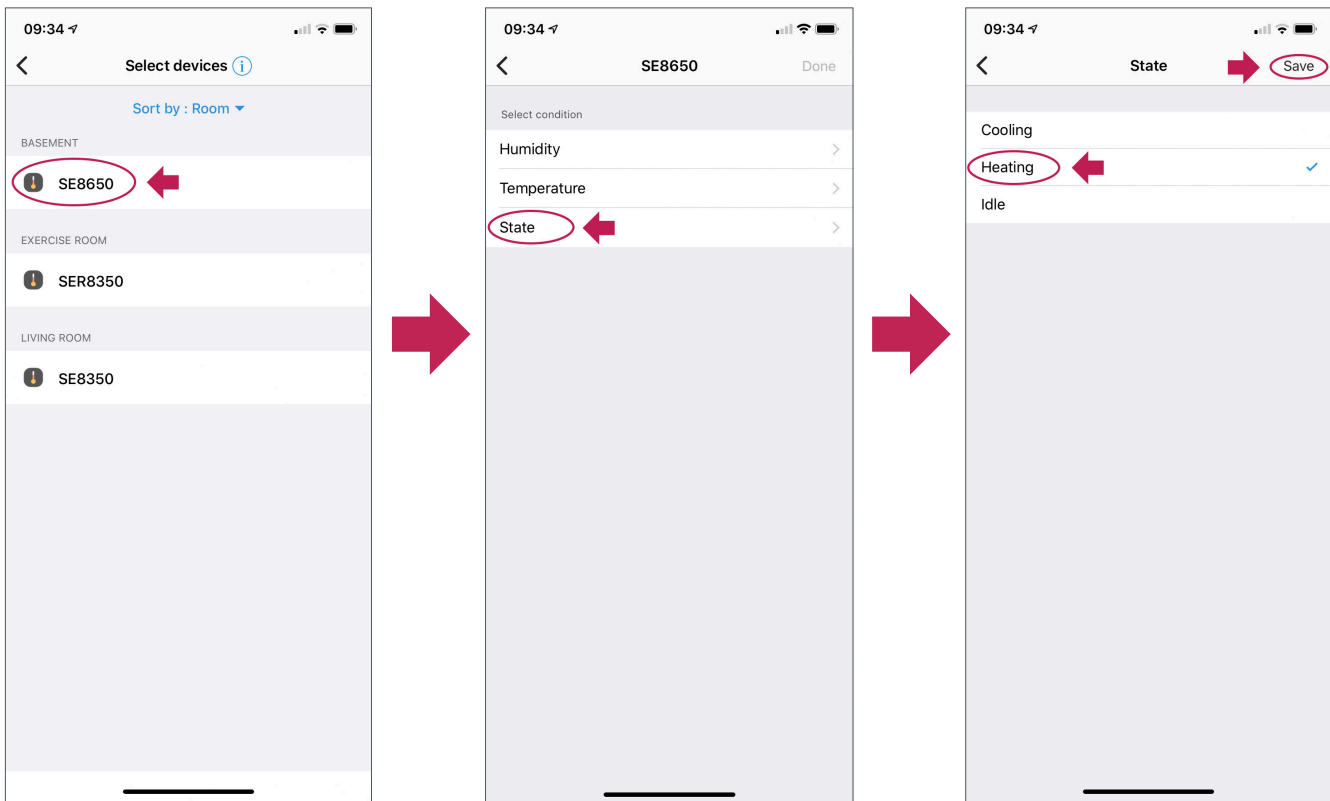 09:34
Select devices i
Sort by : Room
BASEMENT
SE8650
EXERCISE ROOM
SER8350
LIVING ROOM
SE8350
09:34
SE8650 Done
Select condition
Humidity
Temperature
State
09:34
State Save
Cooling
Heating
Idle